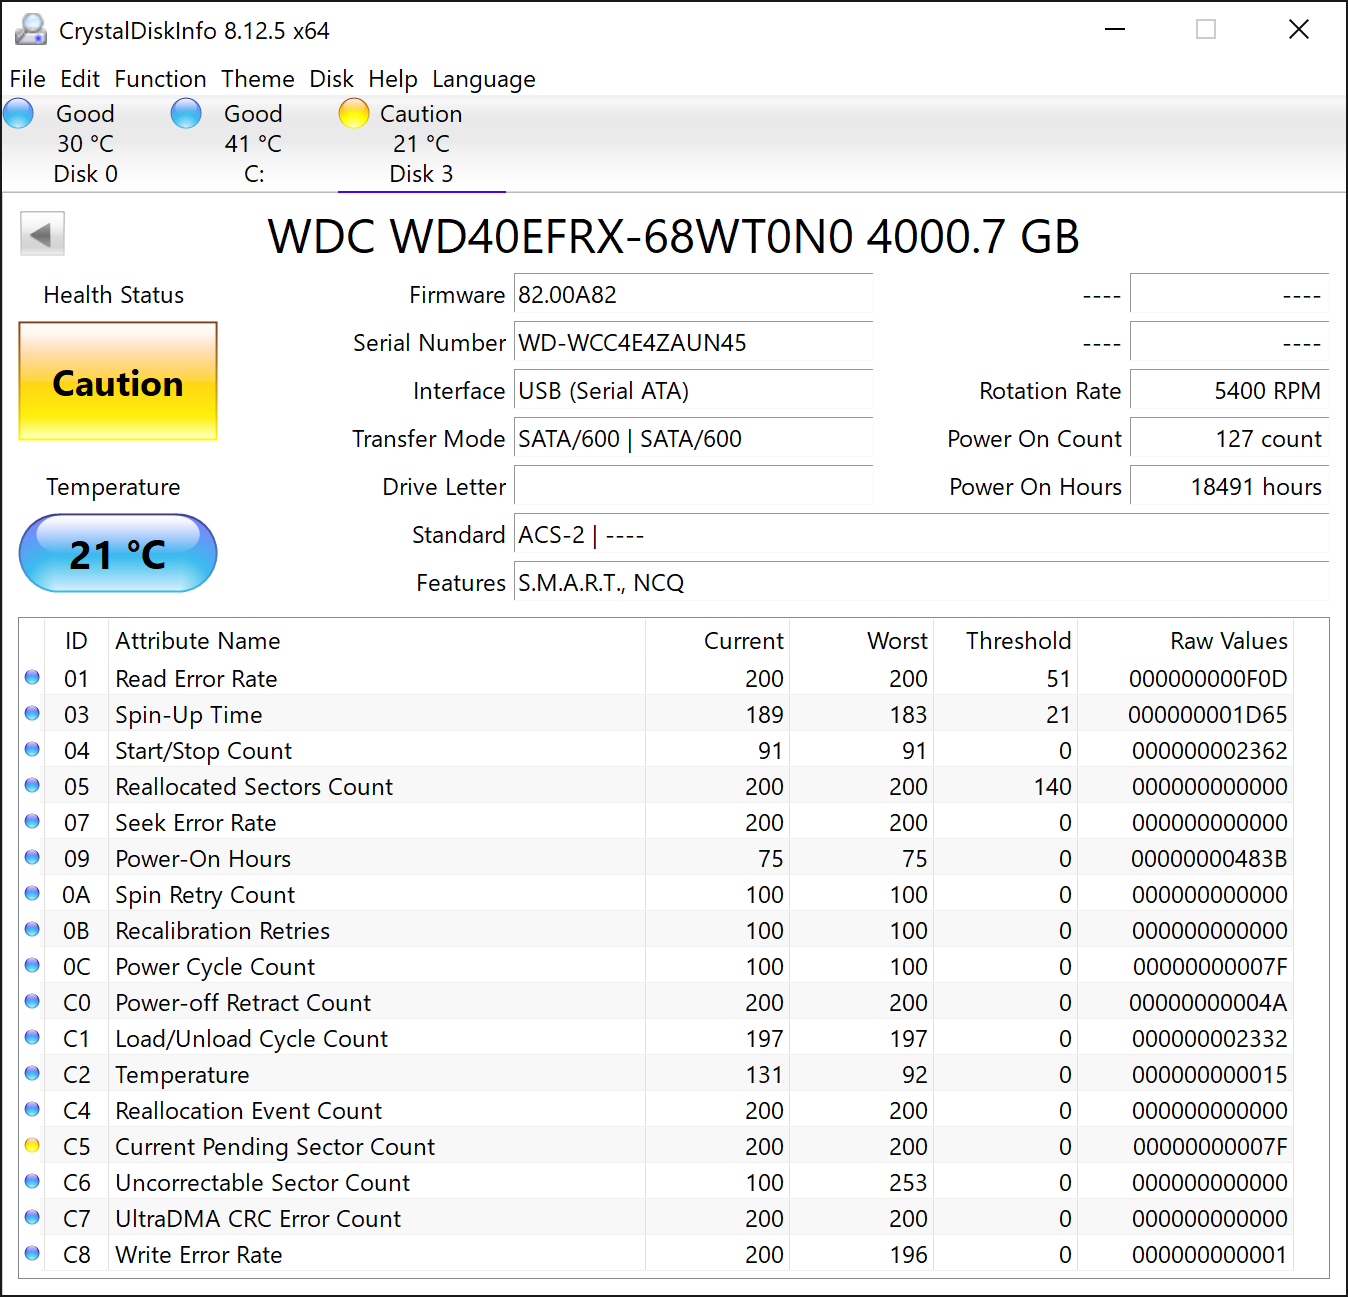 CrystalDiskInfo 8.12.5 x64
File Edit Function Theme Disk Help Language
Good Good Caution
30 °C 41 °C 21 °C
Disk 0 C: Disk 3
WDC WD40EFRX-68WT0N0 4000.7 GB
Health Status Firmware 82.00A82 ---- ----
Serial Number WD-WCC4E4ZAUN45 ---- ----
Caution Interface USB (Serial ATA) Rotation Rate 5400 RPM
Transfer Mode SATA/600 | SATA/600 Power On Count 127 count
Temperature Drive Letter Power On Hours 18491 hours
21 °C Standard ACS-2 | ----
Features S.M.A.R.T., NCQ
ID Attribute Name Current Worst Threshold Raw Values
01 Read Error Rate 200 200 51 000000000F0D
03 Spin-Up Time 189 183 21 000000001D65
04 Start/Stop Count 91 91 0 000000002362
05 Reallocated Sectors Count 200 200 140 000000000000
07 Seek Error Rate 200 200 0 000000000000
09 Power-On Hours 75 75 0 00000000483B
0A Spin Retry Count 100 100 0 000000000000
0B Recalibration Retries 100 100 0 000000000000
0C Power Cycle Count 100 100 0 00000000007F
C0 Power-off Retract Count 200 200 0 00000000004A
C1 Load/Unload Cycle Count 197 197 0 000000002332
C2 Temperature 131 92 0 000000000015
C4 Reallocation Event Count 200 200 0 000000000000
C5 Current Pending Sector Count 200 200 0 00000000007F
C6 Uncorrectable Sector Count 100 253 0 000000000000
C7 UltraDMA CRC Error Count 200 200 0 000000000000
C8 Write Error Rate 200 196 0 000000000001